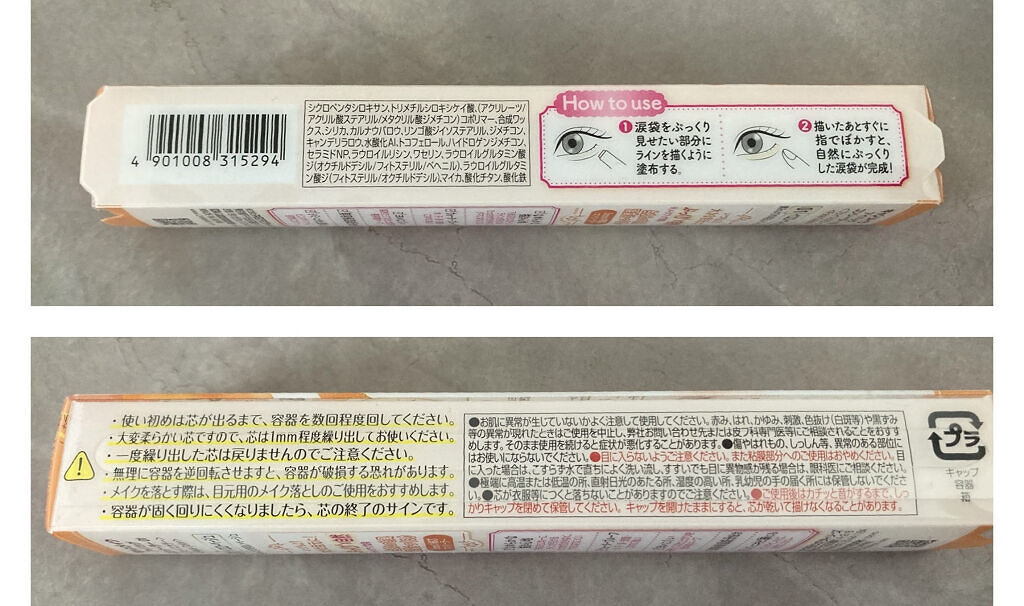 4 901008 315294
シクロペンタシロキサン､トリメチルシロキシケイ酸､(アクリレーツ/
アクリル酸ステアリル/メタクリル酸ジメチコン)コポリマー､合成ワッ
クス､シリカ､カルナウバロウ､リンゴ酸ジイソステアリル､ジメチコン､
キャンデリラロウ､水酸化Al､トコフェロール､ハイドロゲンジメチコン､
セラミドNP､ラウロイルリシン､ワセリン､ラウロイルグルタミン酸
ジ(オクチルドデシル/フィトステリル/ベヘニル)､ラウロイルグルタミ
ン酸ジ(フィトステリル/オクチルドデシル)､マイカ､酸化チタン､酸化鉄
How to use
1 涙袋をぷっくり
見せたい部分に
ラインを描くように
塗布する。
2 描いたあとすぐに
指でぼかすと、
自然にぷっくり
した涙袋が完成!
・使い初めは芯が出るまで、容器を数回程度回してください。
・大変柔らかい芯ですので、芯は1mm程度繰り出してお使いください。
・一度繰り出した芯は戻りませんのでご注意ください。
・無理に容器を逆回転させますと、容器が破損する恐れがあります。
・メイクを落とす際は、目元用のメイク落としのご使用をおすすめします。
・容器が固く回りにくくなりましたら、芯の終了のサインです。
●お肌に異常が生じていないかよく注意して使用してください。赤み、はれ、かゆみ、刺激、色抜け(白斑等)や黒ずみ
等の異常が現れたときはご使用を中止し、弊社お問い合わせ先または皮フ科専門医等にご相談されることをおすす
めします。そのまま使用を続けると症状が悪化することがあります。●傷やはれもの、しっしん等、異常のある部位に
はお使いにならないでください。●目に入らないようご注意ください。また粘膜部分へのご使用はおやめください。目
に入った場合は、こすらず水で直ちによく洗い流し、すすいでも目に異物感が残る場合は、眼科医にご相談ください。
●極端に高温または低温の所、直射日光のあたる所、湿度の高い所、乳幼児の手の届く所には保管しないでくださ
い。●芯が衣服等につくと落ちないことがありますのでご注意ください。●ご使用後はカチッと音がするまで、しっ
かりキャップを閉めて保管してください。キャップを開けたままにすると、芯が乾いて描けなくなることがあります。
プラ
キャップ
容器
箱